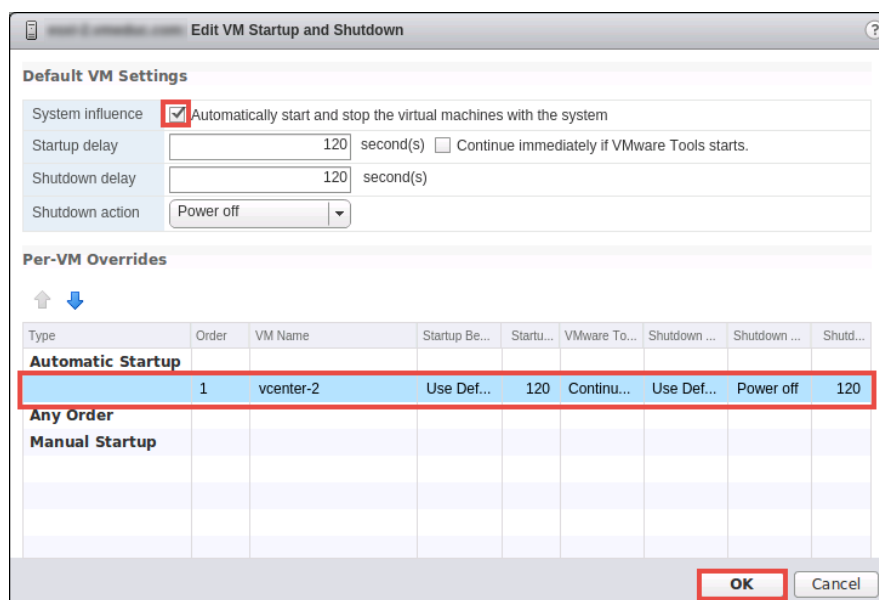 Edit VM Startup and Shutdown ?
Default VM Settings
System influence Automatically start and stop the virtual machines with the system
Startup delay 120 second(s) Continue immediately if VMware Tools starts.
Shutdown delay 120 second(s)
Shutdown action Power off
Per-VM Overrides
Type Order VM Name Startup Be... Startu... VMware To... Shutdown ... Shutdown ... Shutd...
Automatic Startup
1 vcenter-2 Use Def... 120 Continu... Use Def... Power off 120
Any Order
Manual Startup
OK Cancel